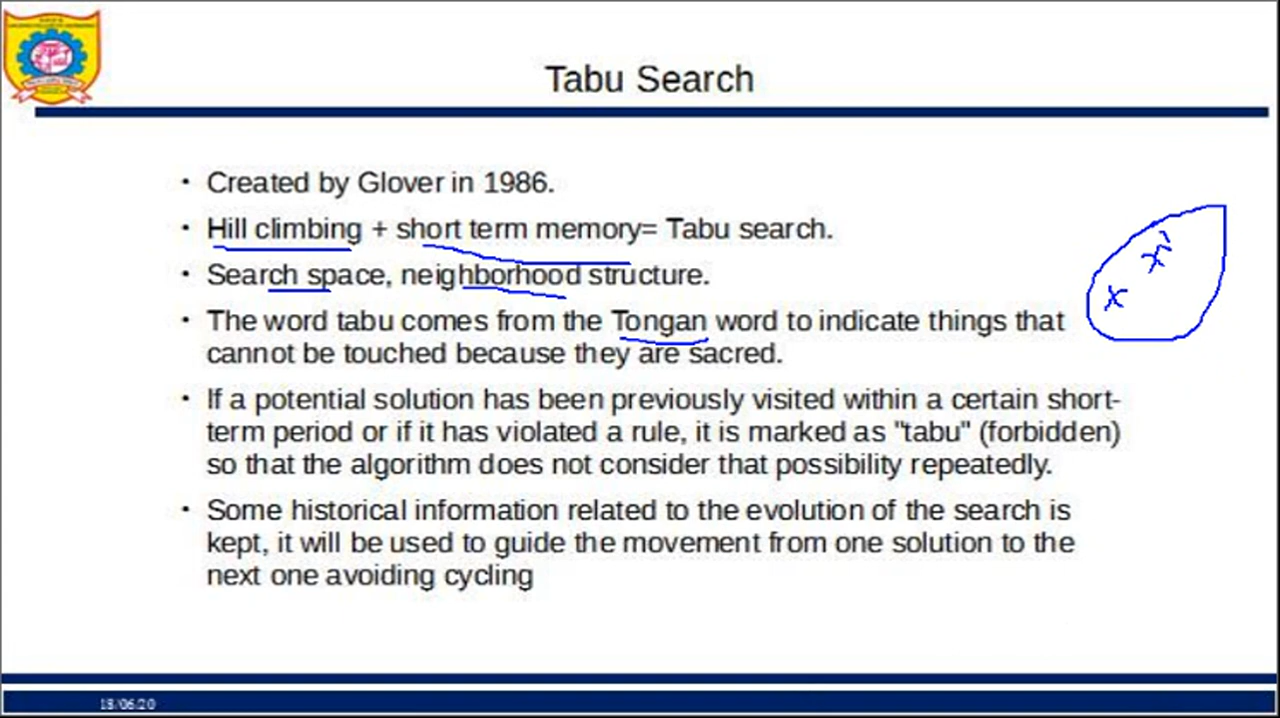 Tabu Search
• Created by Glover in 1986.
• Hill climbing + short term memory= Tabu search.
• Search space, neighborhood structure.
x'
x
• The word tabu comes from the Tongan word to indicate things that
cannot be touched because they are sacred.
• If a potential solution has been previously visited within a certain short-
term period or if it has violated a rule, it is marked as "tabu" (forbidden)
so that the algorithm does not consider that possibility repeatedly.
• Some historical information related to the evolution of the search is
kept, it will be used to guide the movement from one solution to the
next one avoiding cycling
18/06/20